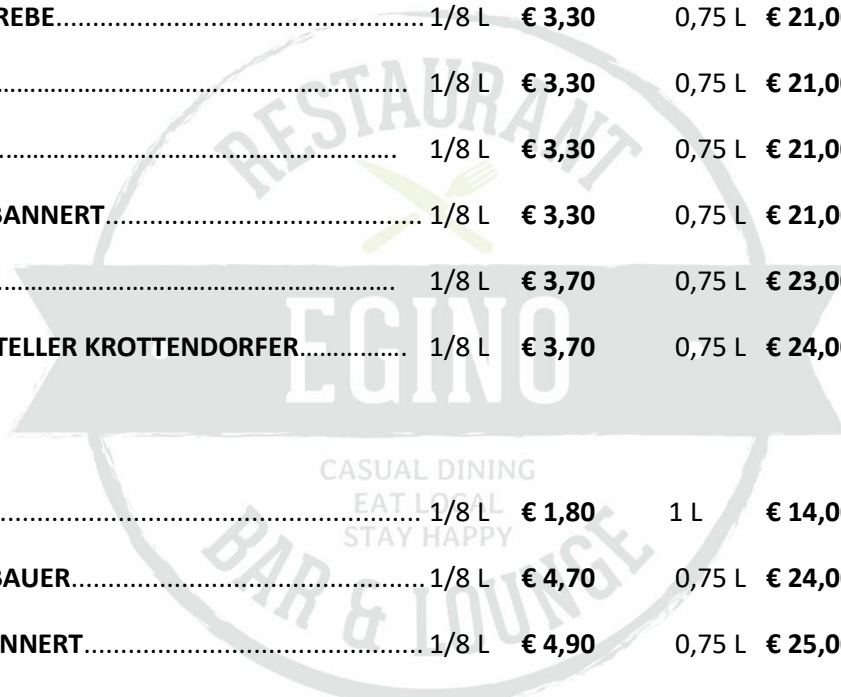 REBE............................................... 1/8 L € 3,30 0,75 L € 21,0
....................................................... 1/8 L € 3,30 0,75 L € 21,0
..................................................... 1/8 L € 3,30 0,75 L € 21,0
BANNERT......................................... 1/8 L € 3,30 0,75 L € 21,0
..................................................... 1/8 L € 3,70 0,75 L € 23,0
TELLER KROTTENDORFER............... 1/8 L € 3,70 0,75 L € 24,0
....................................................... 1/8 L € 1,80 1 L € 14,0
BAUER.............................................. 1/8 L € 4,70 0,75 L € 24,0
NNERT............................................ 1/8 L € 4,90 0,75 L € 25,0
RESTAURANT
EGINO
CASUAL DINING
EAT LOCAL
STAY HAPPY
BAR & LOUNGE